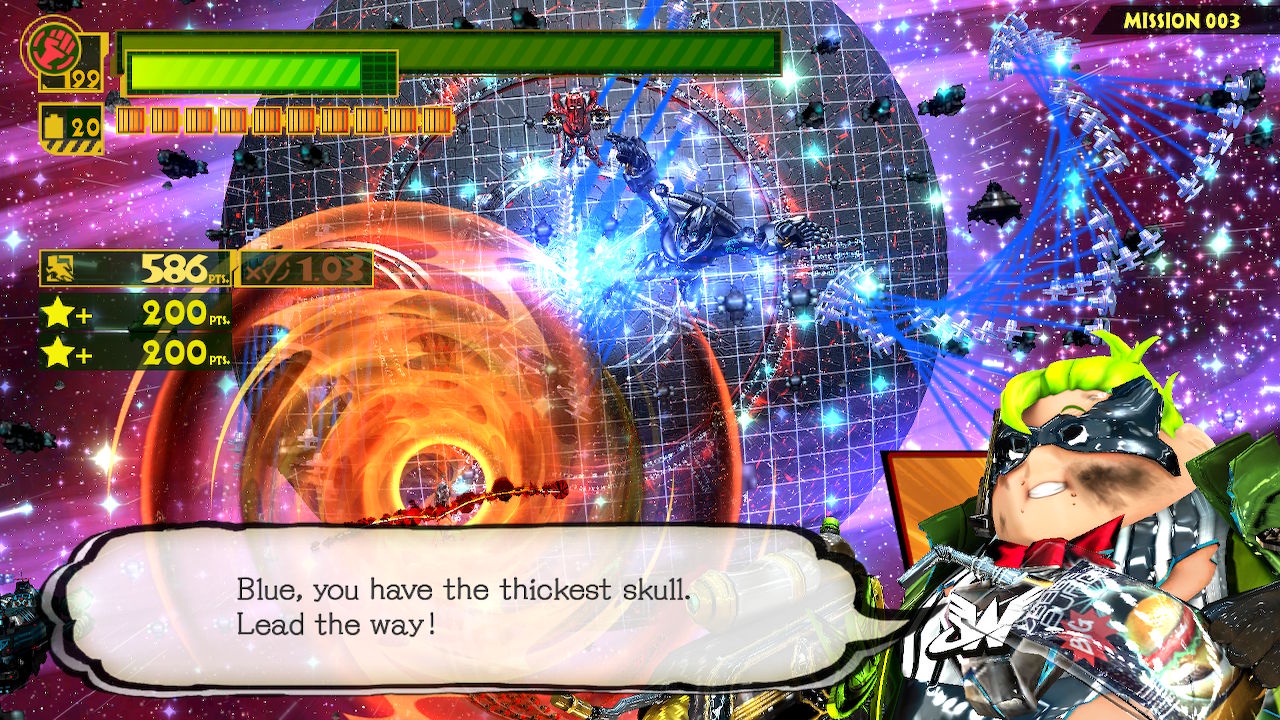 MISSION 003
99
20
586 PTS. × 1.03
+ 200 PTS.
+ 200 PTS.
Blue, you have the thickest skull.
Lead the way!
BIG